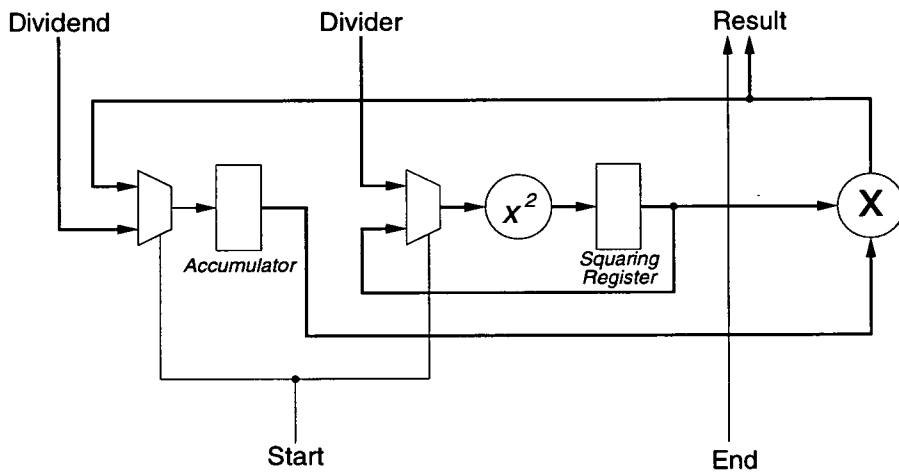 Dividend
Divider
Result
x²
X
Accumulator
Squaring
Register
Start
End